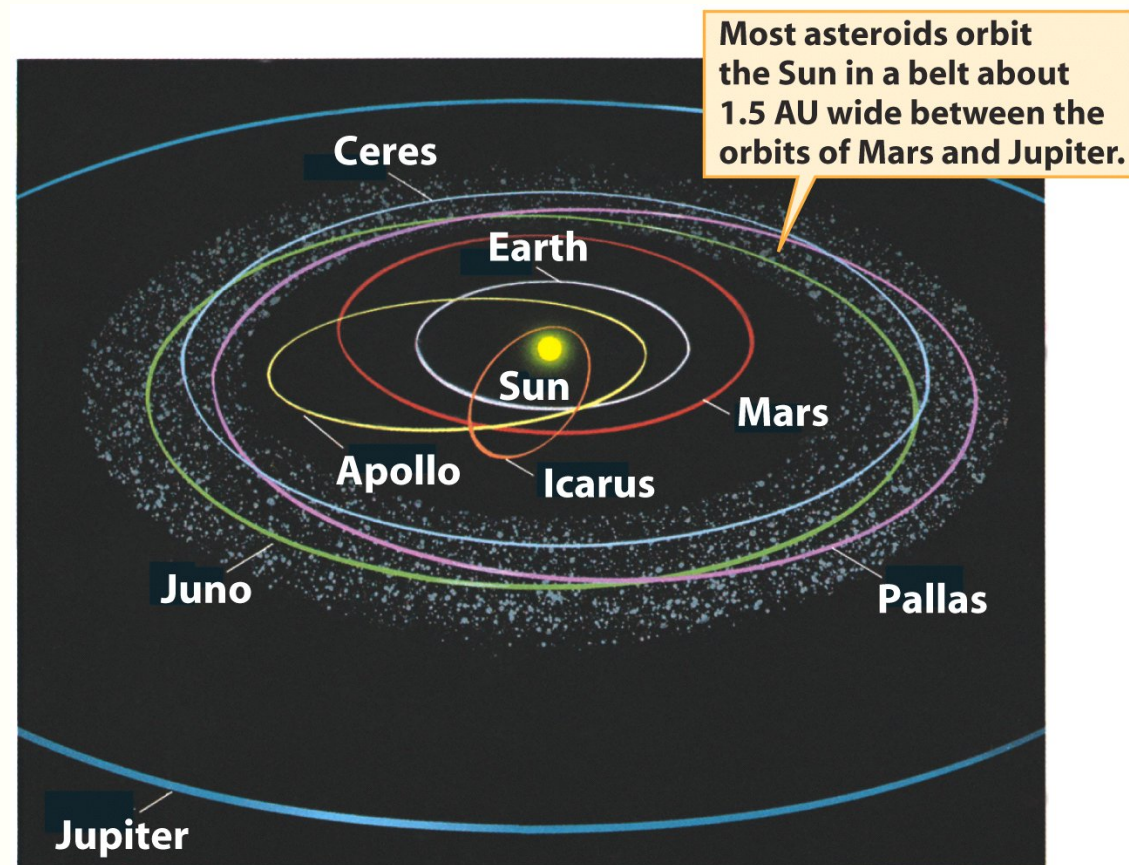 Most asteroids orbit
the Sun in a belt about
1.5 AU wide between the
orbits of Mars and Jupiter.
Ceres
Earth
Sun
Mars
Apollo
Icarus
Juno
Pallas
Jupiter